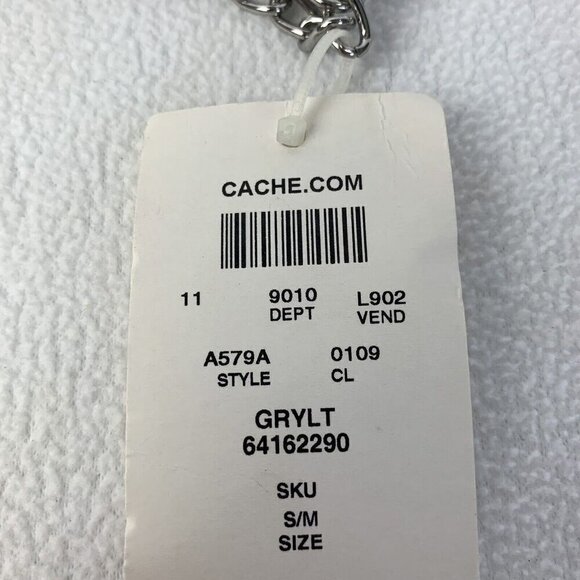 CACHE.COM
11 9010 L902
DEPT VEND
A579A 0109
STYLE CL
GRYLT
64162290
SKU
S/M
SIZE